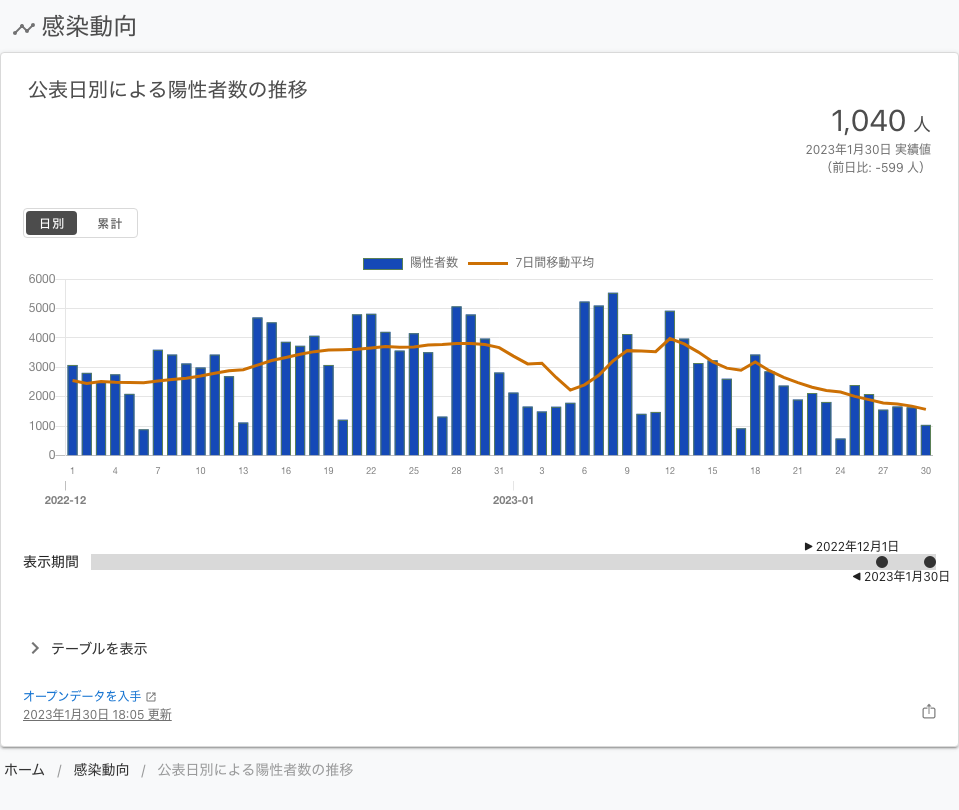 感染動向
公表日別による陽性者数の推移
1,040 人
2023年1月30日 実績値
（前日比: -599 人）
日別 累計
陽性者数 7日間移動平均
6000
5000
4000
3000
2000
1000
0
1 4 7 10 13 16 19 22 25 28 31 3 6 9 12 15 18 21 24 27 30
2022-12 2023-01
2022年12月1日
表示期間
2023年1月30日
テーブルを表示
オープンデータを入手
2023年1月30日 18:05 更新
ホーム / 感染動向 / 公表日別による陽性者数の推移